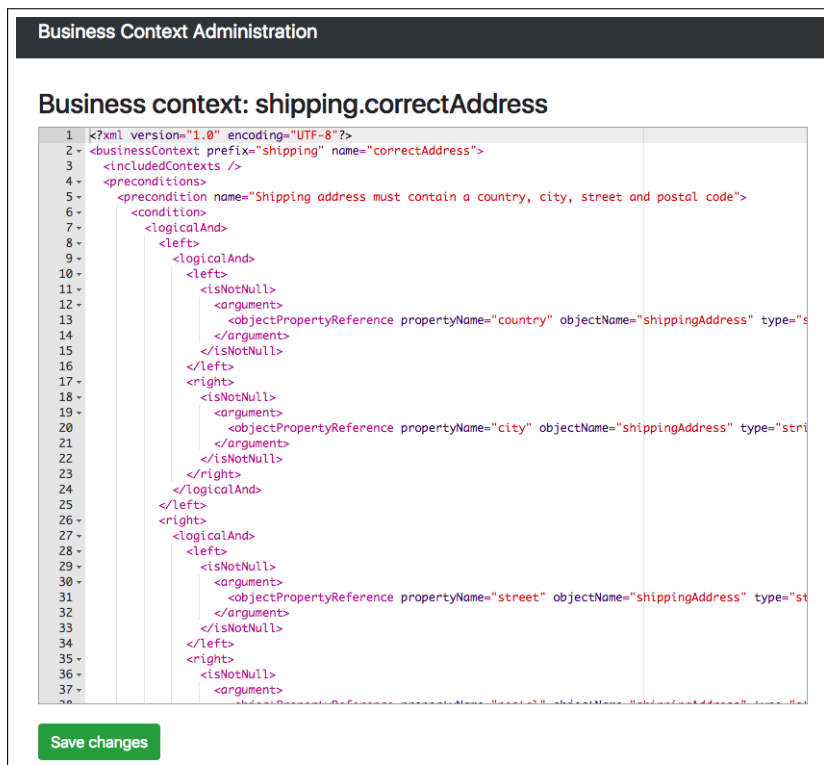 Business Context Administration
Business context: shipping.correctAddress
1 <?xml version="1.0" encoding="UTF-8"?>
2 <businessContext prefix="shipping" name="correctAddress">
3 <includedContexts />
4 <preconditions>
5 <precondition name="Shipping address must contain a country, city, street and postal code">
6 <condition>
7 <logicalAnd>
8 <left>
9 <logicalAnd>
10 <left>
11 <isNotNull>
12 <argument>
13 <objectPropertyReference propertyName="country" objectName="shippingAddress" type="s
14 </argument>
15 </isNotNull>
16 </left>
17 <right>
18 <isNotNull>
19 <argument>
20 <objectPropertyReference propertyName="city" objectName="shippingAddress" type="stri
21 </argument>
22 </isNotNull>
23 </right>
24 </logicalAnd>
25 </left>
26 <right>
27 <logicalAnd>
28 <left>
29 <isNotNull>
30 <argument>
31 <objectPropertyReference propertyName="street" objectName="shippingAddress" type="st
32 </argument>
33 </isNotNull>
34 </left>
35 <right>
36 <isNotNull>
37 <argument>
Save changes